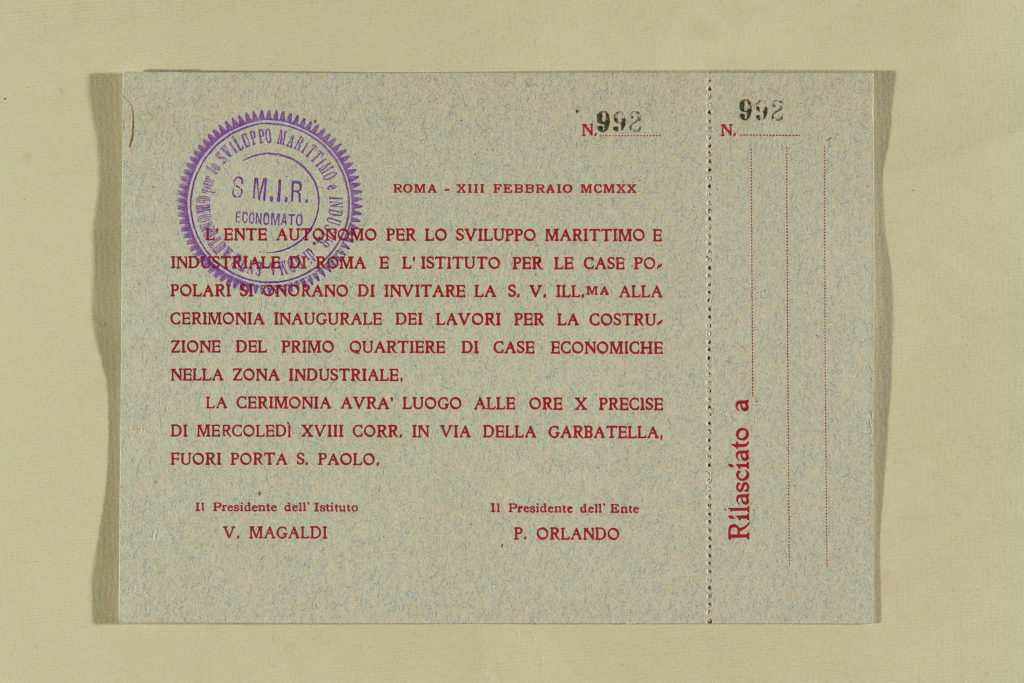 N. 992
N. 992
per lo SVILUPPO MARITTIMO e
S M.I.R.
ECONOMATO
ROMA - XIII FEBBRAIO MCMXX
L'ENTE AUTONOMO PER LO SVILUPPO MARITTIMO E
INDUSTRIALE DI ROMA E L'ISTITUTO PER LE CASE PO-
POLARI SI ONORANO DI INVITARE LA S. V. ILL.MA ALLA
CERIMONIA INAUGURALE DEI LAVORI PER LA COSTRU-
ZIONE DEL PRIMO QUARTIERE DI CASE ECONOMICHE
NELLA ZONA INDUSTRIALE.
LA CERIMONIA AVRA' LUOGO ALLE ORE X PRECISE
DI MERCOLEDÌ XVIII CORR. IN VIA DELLA GARBATELLA,
FUORI PORTA S. PAOLO.
Il Presidente dell'Istituto
V. MAGALDI
Il Presidente dell'Ente
P. ORLANDO
Rilasciato a